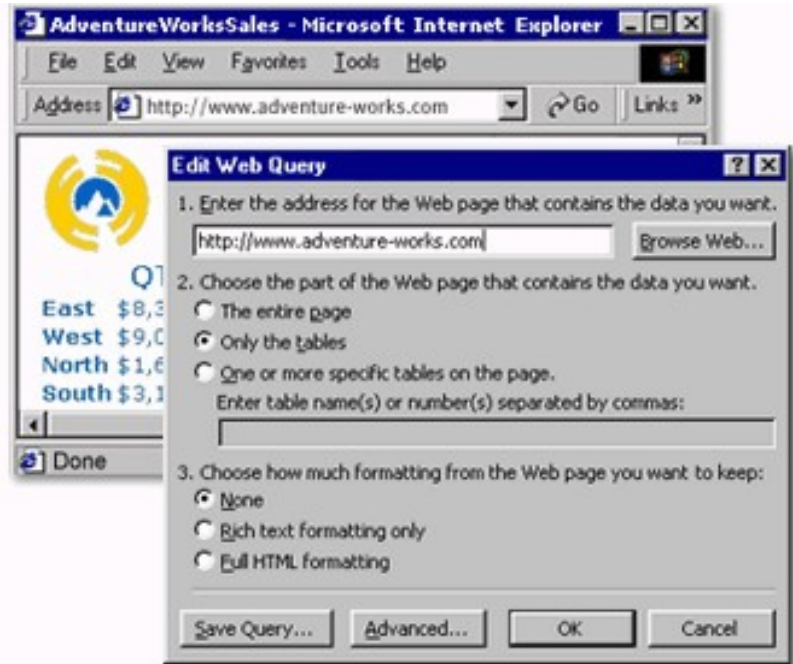 AdventureWorksSales - Microsoft Internet Explorer
File Edit View Favorites Tools Help
Address http://www.adventure-works.com Go Links »
QT
East $8,3
West $9,0
North $1,6
South $3,1
Done
Edit Web Query
1. Enter the address for the Web page that contains the data you want.
http://www.adventure-works.com
Browse Web...
2. Choose the part of the Web page that contains the data you want.
The entire page
Only the tables
One or more specific tables on the page.
Enter table name(s) or number(s) separated by commas:
3. Choose how much formatting from the Web page you want to keep:
None
Rich text formatting only
Full HTML formatting
Save Query... Advanced... OK Cancel